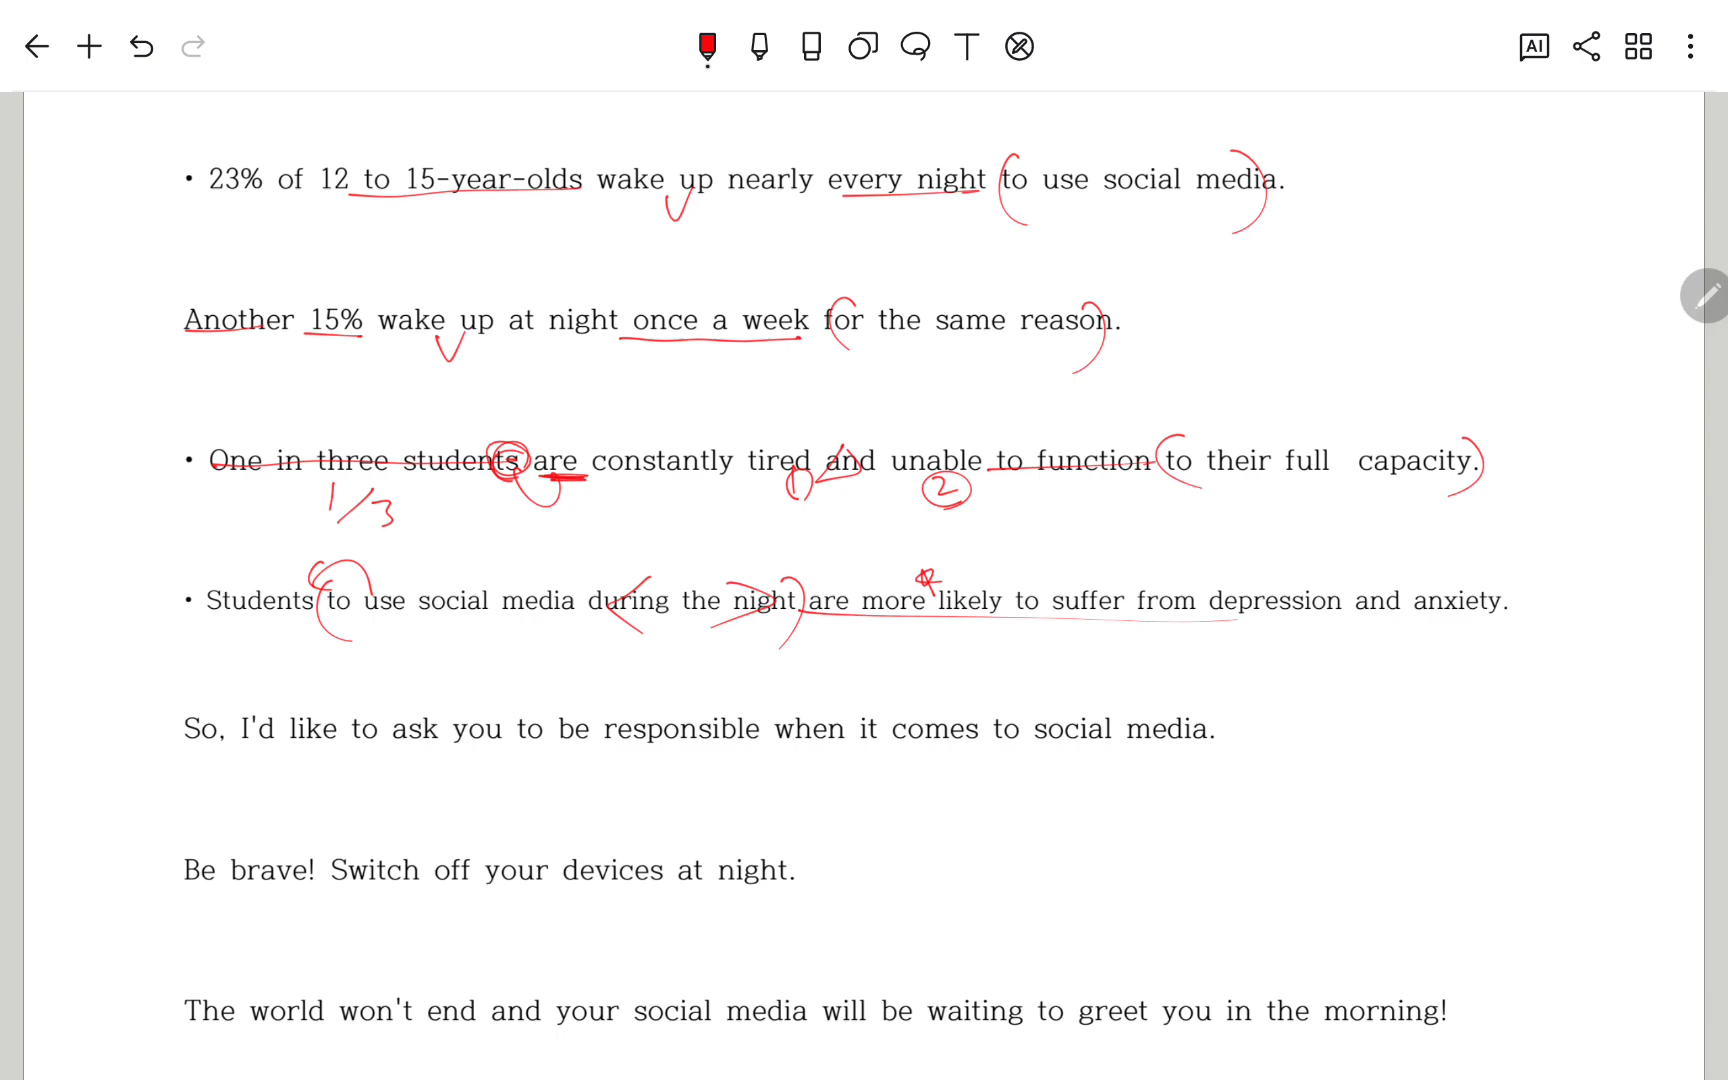 AI
• 23% of 12 to 15-year-olds wake up nearly every night to use social media.
Another 15% wake up at night once a week for the same reason.
• One in three students are constantly tired and unable to function to their full capacity.
1/3 1 2
• Students to use social media during the night are more likely to suffer from depression and anxiety.
So, I'd like to ask you to be responsible when it comes to social media.
Be brave! Switch off your devices at night.
The world won't end and your social media will be waiting to greet you in the morning!